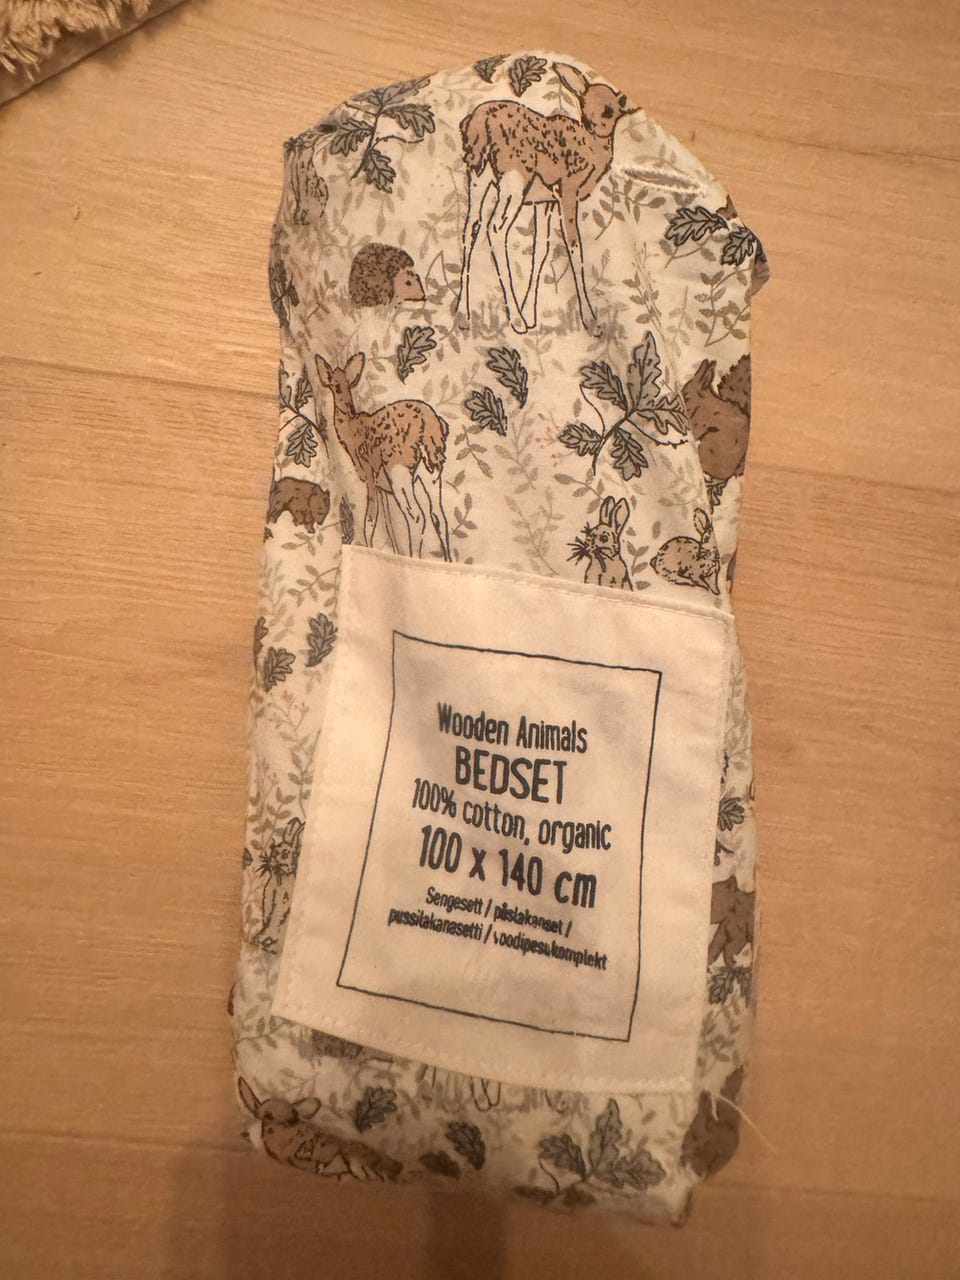 Wooden Animals
BEDSET
100% cotton, organic
100 x 140 cm
Sengesett / påslakanset /
pussilakanasetti / voodipesukomplekt